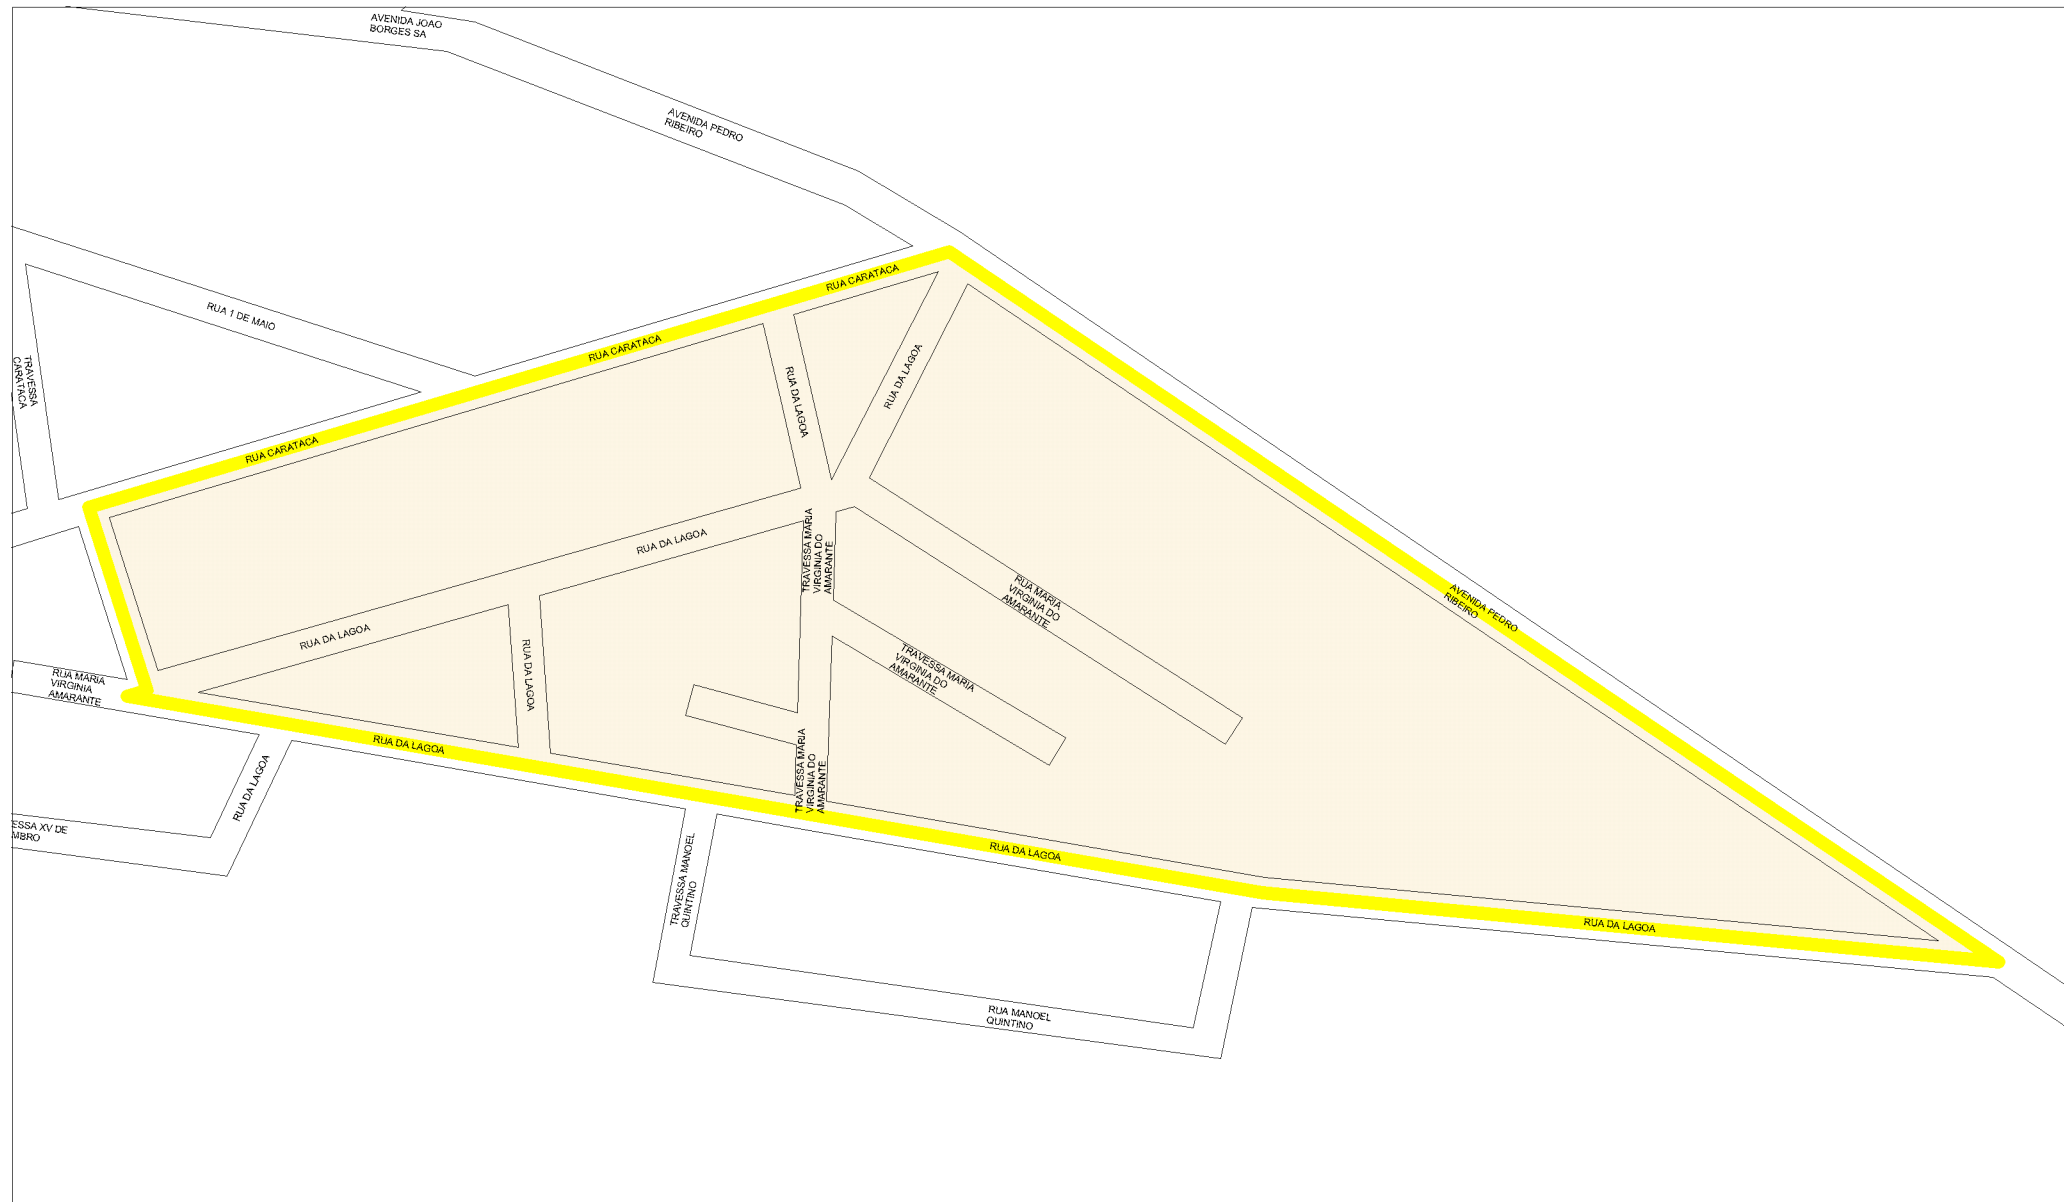 AVENIDA JOAO
BORGES SA
AVENIDA PEDRO
RIBEIRO
RUA CARATACA
RUA 1 DE MAIO
RUA CARATACA
TRAVESSA
CARATACA
RUA DA LAGOA
RUA DA LAGOA
RUA CARATACA
RUA DA LAGOA
TRAVESSA MARIA
VIRGINIA DO
AMARANTE
RUA MARIA
VIRGINIA DO
AMARANTE
AVENIDA PEDRO
RIBEIRO
RUA DA LAGOA
RUA DA LAGOA
TRAVESSA MARIA
VIRGINIA DO
AMARANTE
RUA MARIA
VIRGINIA
AMARANTE
RUA DA LAGOA
RUA DA LAGOA
TRAVESSA MARIA
VIRGINIA DO
AMARANTE
ESSA XV DE
MBRO
TRAVESSA MANOEL
QUINTINO
RUA DA LAGOA
RUA DA LAGOA
RUA MANOEL
QUINTINO